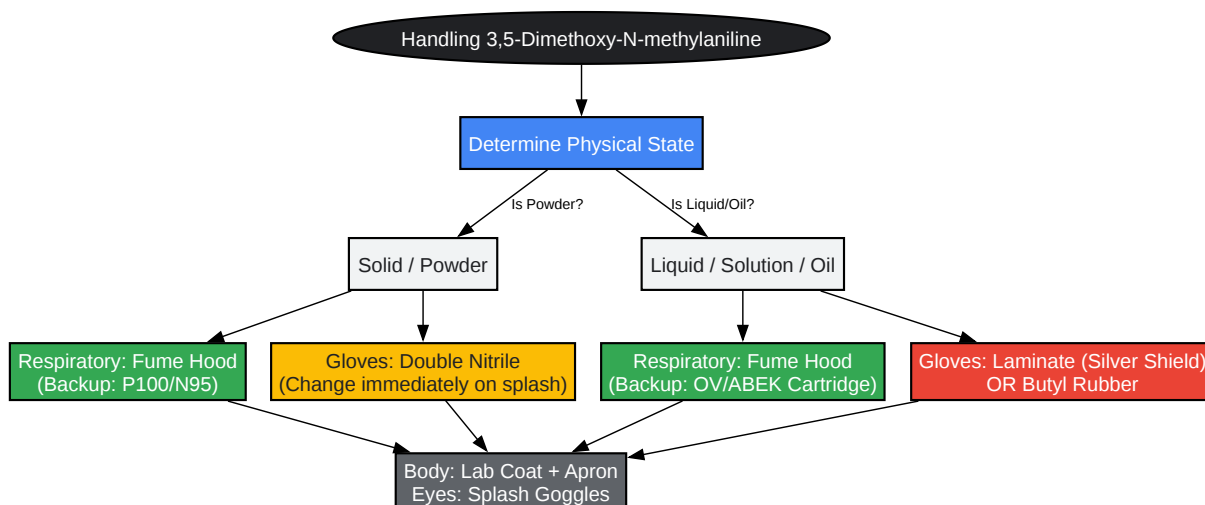 Handling 3,5-Dimethoxy-N-methylaniline
Determine Physical State
Is Powder?
Is Liquid/Oil?
Solid / Powder
Liquid / Solution / Oil
Respiratory: Fume Hood
(Backup: P100/N95)
Gloves: Double Nitrile
(Change immediately on splash)
Respiratory: Fume Hood
(Backup: OV/ABEK Cartridge)
Gloves: Laminate (Silver Shield)
OR Butyl Rubber
Body: Lab Coat + Apron
Eyes: Splash Goggles